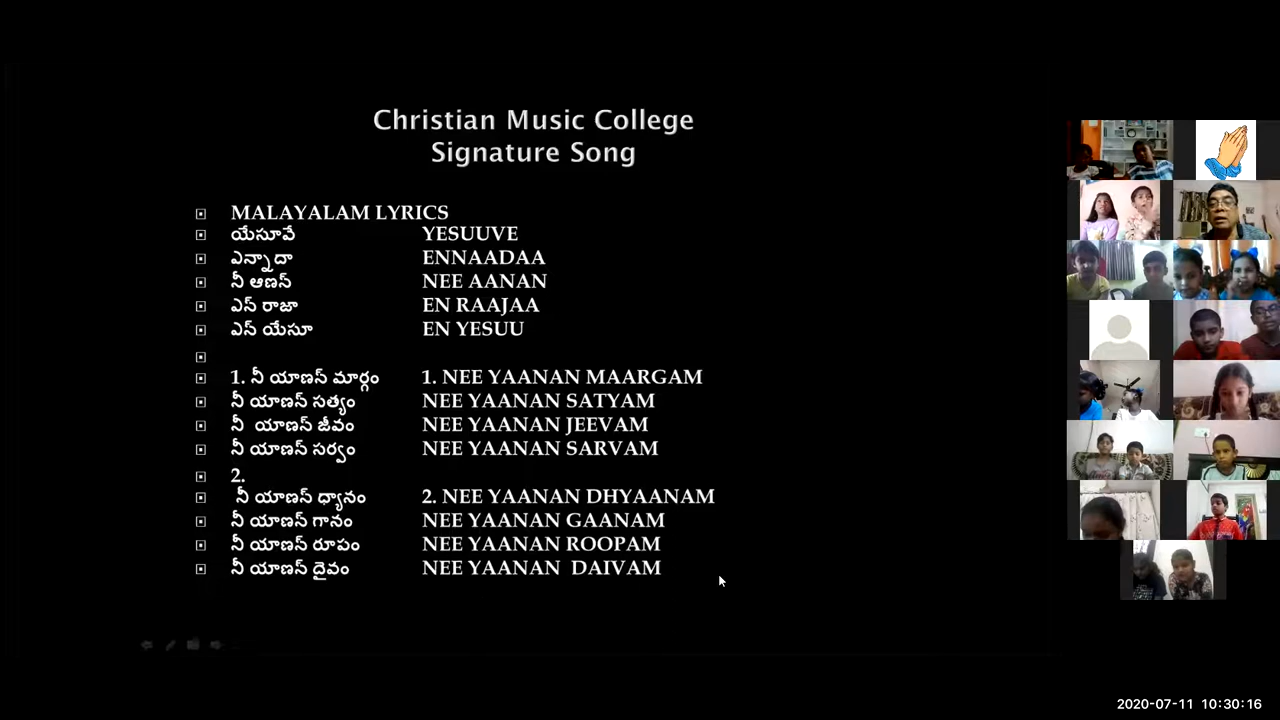 Christian Music College
Signature Song
MALAYALAM LYRICS
యేసూవే YESUUVE
ఎన్నాదా ENNAADAA
నీ ఆణన్ NEE AANAN
ఎన్ రాజా EN RAAJAA
ఎన్ యేసూ EN YESUU
1. నీ యాణన్ మార్గం 1. NEE YAANAN MAARGAM
నీ యాణన్ సత్యం NEE YAANAN SATYAM
నీ యాణన్ జీవం NEE YAANAN JEEVAM
నీ యాణన్ సర్వం NEE YAANAN SARVAM
2.
నీ యాణన్ ధ్యానం 2. NEE YAANAN DHYAANAM
నీ యాణన్ గానం NEE YAANAN GAANAM
నీ యాణన్ రూపం NEE YAANAN ROOPAM
నీ యాణన్ దైవం NEE YAANAN DAIVAM
2020-07-11 10:30:16